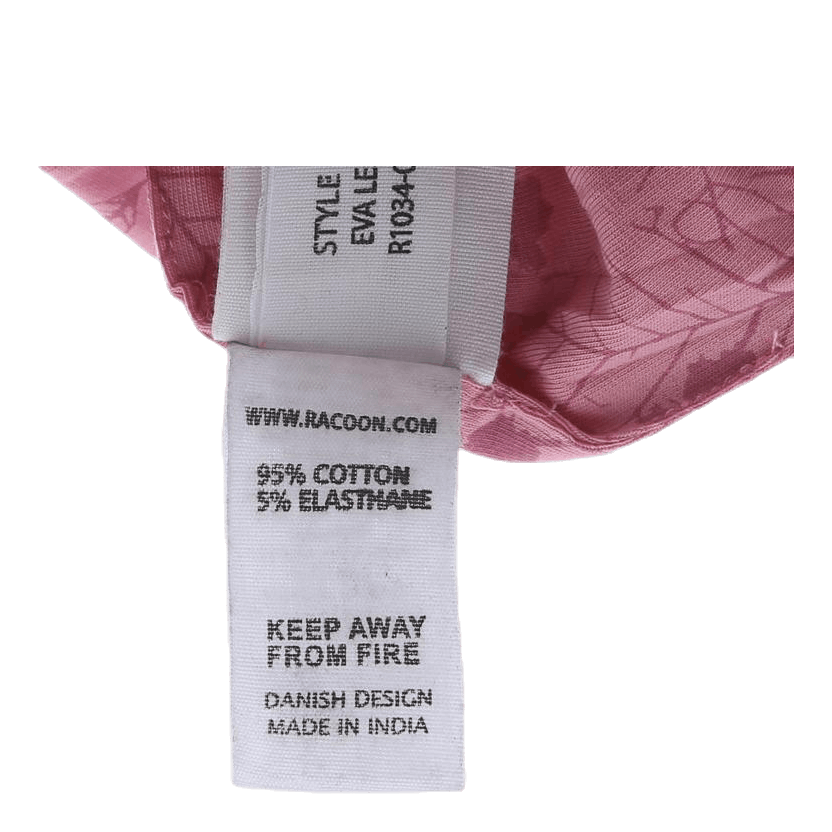 STYLE
EVA LE
R1034-
WWW.RACOON.COM
95% COTTON
5% ELASTHANE
KEEP AWAY
FROM FIRE
DANISH DESIGN
MADE IN INDIA